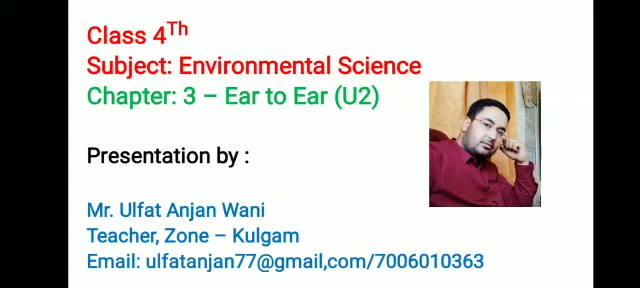 Class 4Th
Subject: Environmental Science
Chapter: 3 – Ear to Ear (U2)
Presentation by :
Mr. Ulfat Anjan Wani
Teacher, Zone – Kulgam
Email: ulfatanjan77@gmail,com/7006010363